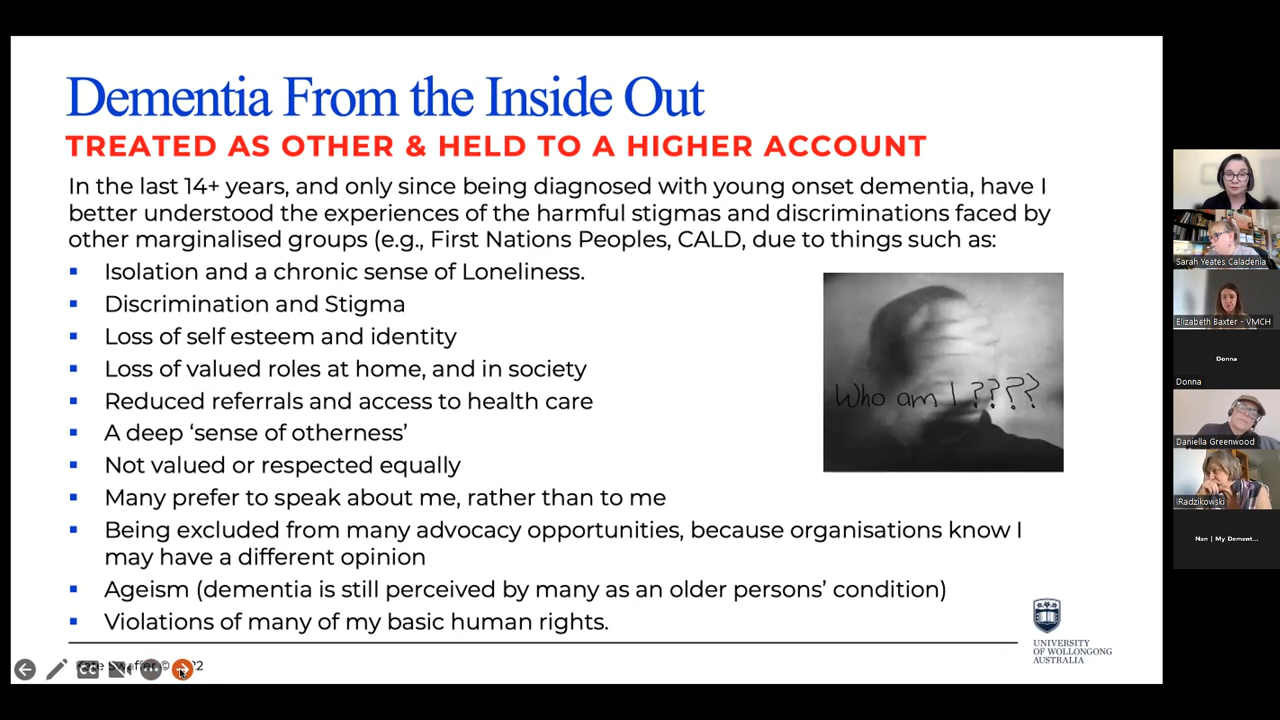 Dementia From the Inside Out
TREATED AS OTHER & HELD TO A HIGHER ACCOUNT
In the last 14+ years, and only since being diagnosed with young onset dementia, have I
better understood the experiences of the harmful stigmas and discriminations faced by
other marginalised groups (e.g., First Nations Peoples, CALD, due to things such as:
▪ Isolation and a chronic sense of Loneliness.
▪ Discrimination and Stigma
▪ Loss of self esteem and identity
▪ Loss of valued roles at home, and in society
▪ Reduced referrals and access to health care
▪ A deep ‘sense of otherness’
▪ Not valued or respected equally
▪ Many prefer to speak about me, rather than to me
▪ Being excluded from many advocacy opportunities, because organisations know I
may have a different opinion
▪ Ageism (dementia is still perceived by many as an older persons’ condition)
▪ Violations of many of my basic human rights.
Who am I ????
UNIVERSITY
OF WOLLONGONG
AUSTRALIA
CC
Sarah Yeates Caladenia
Elizabeth Baxter - VMCH
Donna
Donna
Daniella Greenwood
Radzikowski
Nan | My Dement...